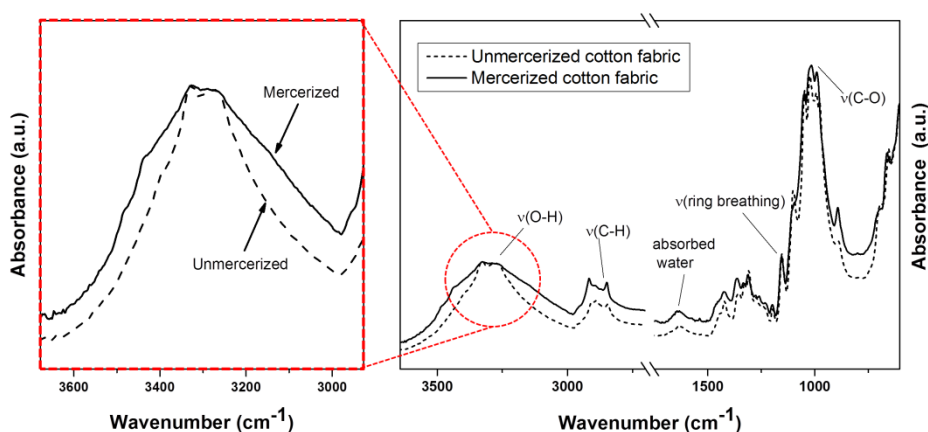 Absorbance (a.u.)
Mercerized
Unmercerized
3600
3400
3200
3000
Wavenumber (cm⁻¹)
Unmercerized cotton fabric
Mercerized cotton fabric
ν(C-O)
ν(ring breathing)
ν(O-H)
ν(C-H)
absorbed
water
3500
3000
1500
1000
Wavenumber (cm⁻¹)
Absorbance (a.u.)